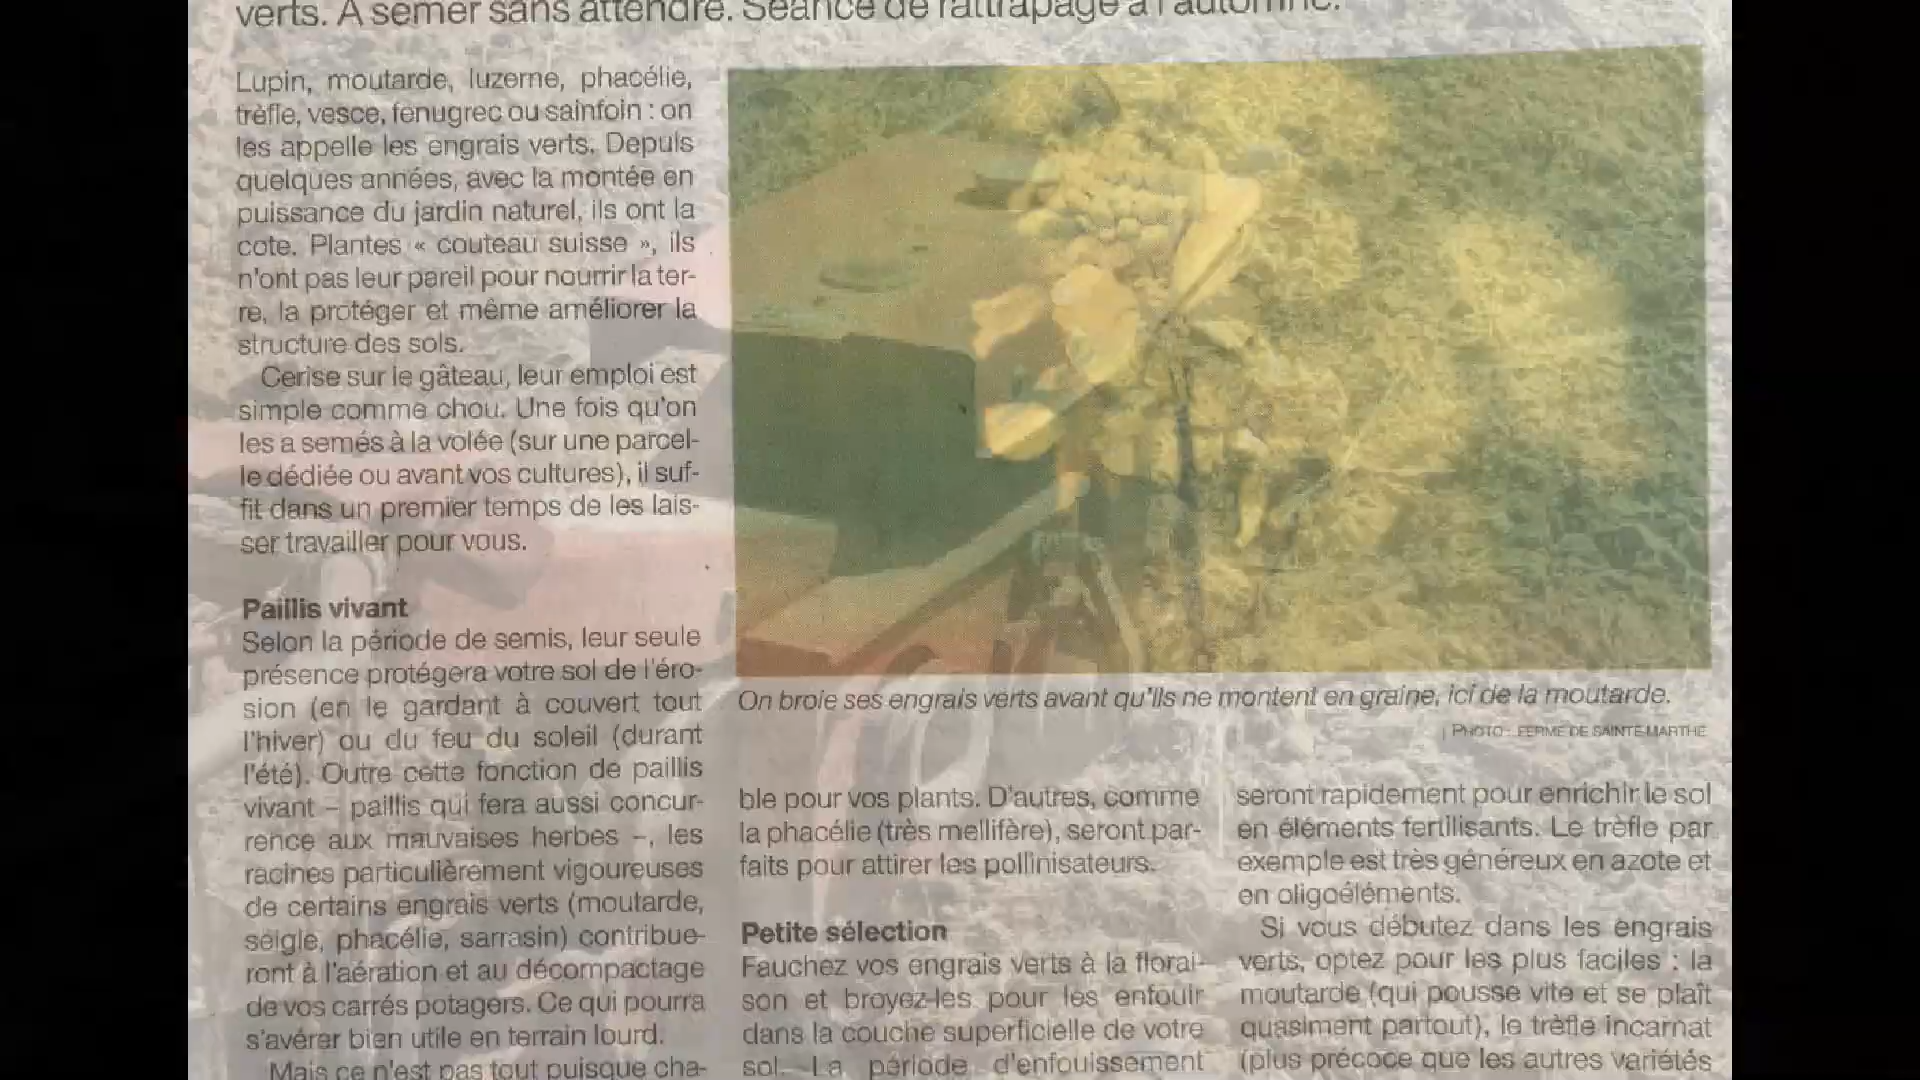 verts. A semer sans attendre. Séance de rattrapage à l'automne.
Lupin, moutarde, luzerne, phacélie,
trèfle, vesce, fenugrec ou sainfoin : on
les appelle les engrais verts. Depuis
quelques années, avec la montée en
puissance du jardin naturel, ils ont la
cote. Plantes « couteau suisse », ils
n'ont pas leur pareil pour nourrir la ter-
re, la protéger et même améliorer la
structure des sols.
Cerise sur le gâteau, leur emploi est
simple comme chou. Une fois qu'on
les a semés à la volée (sur une parcel-
le dédiée ou avant vos cultures), il suf-
fit dans un premier temps de les lais-
ser travailler pour vous.
Paillis vivant
Selon la période de semis, leur seule
présence protégera votre sol de l'éro-
sion (en le gardant à couvert tout
l'hiver) ou du feu du soleil (durant
l'été). Outre cette fonction de paillis
vivant – paillis qui fera aussi concur-
rence aux mauvaises herbes –, les
racines particulièrement vigoureuses
de certains engrais verts (moutarde,
seigle, phacélie, sarrasin) contribue-
ront à l'aération et au décompactage
de vos carrés potagers. Ce qui pourra
s'avérer bien utile en terrain lourd.
Mais ce n'est pas tout puisque cha-
On broie ses engrais verts avant qu'ils ne montent en graine, ici de la moutarde.
| PHOTO : FERME DE SAINTE-MARTHE
ble pour vos plants. D'autres, comme
la phacélie (très mellifère), seront par-
faits pour attirer les pollinisateurs.
Petite sélection
Fauchez vos engrais verts à la florai-
son et broyez-les pour les enfouir
dans la couche superficielle de votre
sol. La période d'enfouissement
seront rapidement pour enrichir le sol
en éléments fertilisants. Le trèfle par
exemple est très généreux en azote et
en oligoéléments.
Si vous débutez dans les engrais
verts, optez pour les plus faciles : la
moutarde (qui pousse vite et se plaît
quasiment partout), le trèfle incarnat
(plus précoce que les autres variétés